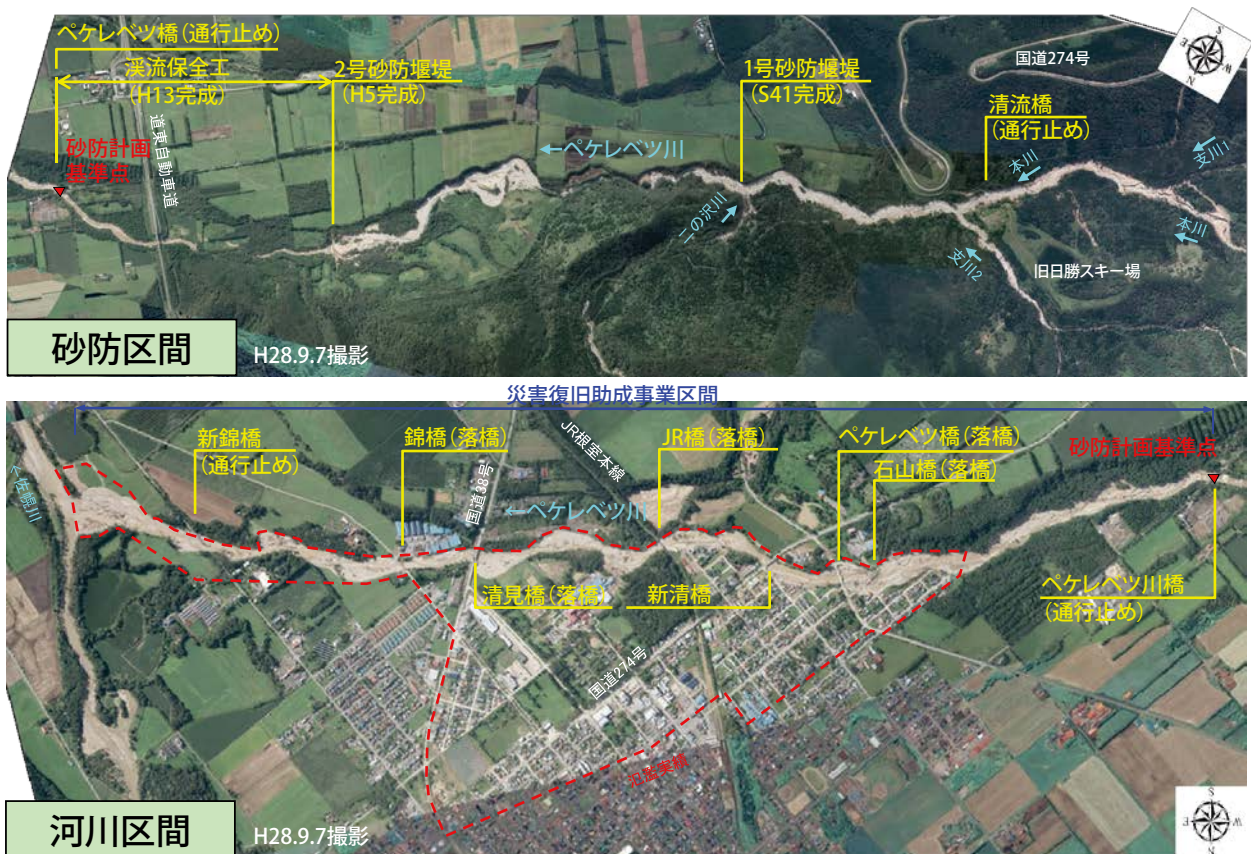 ペケレベツ橋（通行止め）
渓流保全工
（H13完成）
2号砂防堰堤
（H5完成）
1号砂防堰堤
（S41完成）
国道274号
清流橋
（通行止め）
砂防計画
基準点
道東自動車道
←ペケレベツ川
二の沢川
本川
支川1
本川
支川2
旧日勝スキー場
S
E
W
N
砂防区間
H28.9.7撮影
災害復旧助成事業区間
新錦橋
（通行止め）
錦橋（落橋）
JR根室本線
JR橋（落橋）
ペケレベツ橋（落橋）
石山橋（落橋）
砂防計画基準点
←佐幌川
国道38号
←ペケレベツ川
清見橋（落橋）
新清橋
ペケレベツ川橋
（通行止め）
国道274号
氾濫実績
S
E
W
N
河川区間
H28.9.7撮影